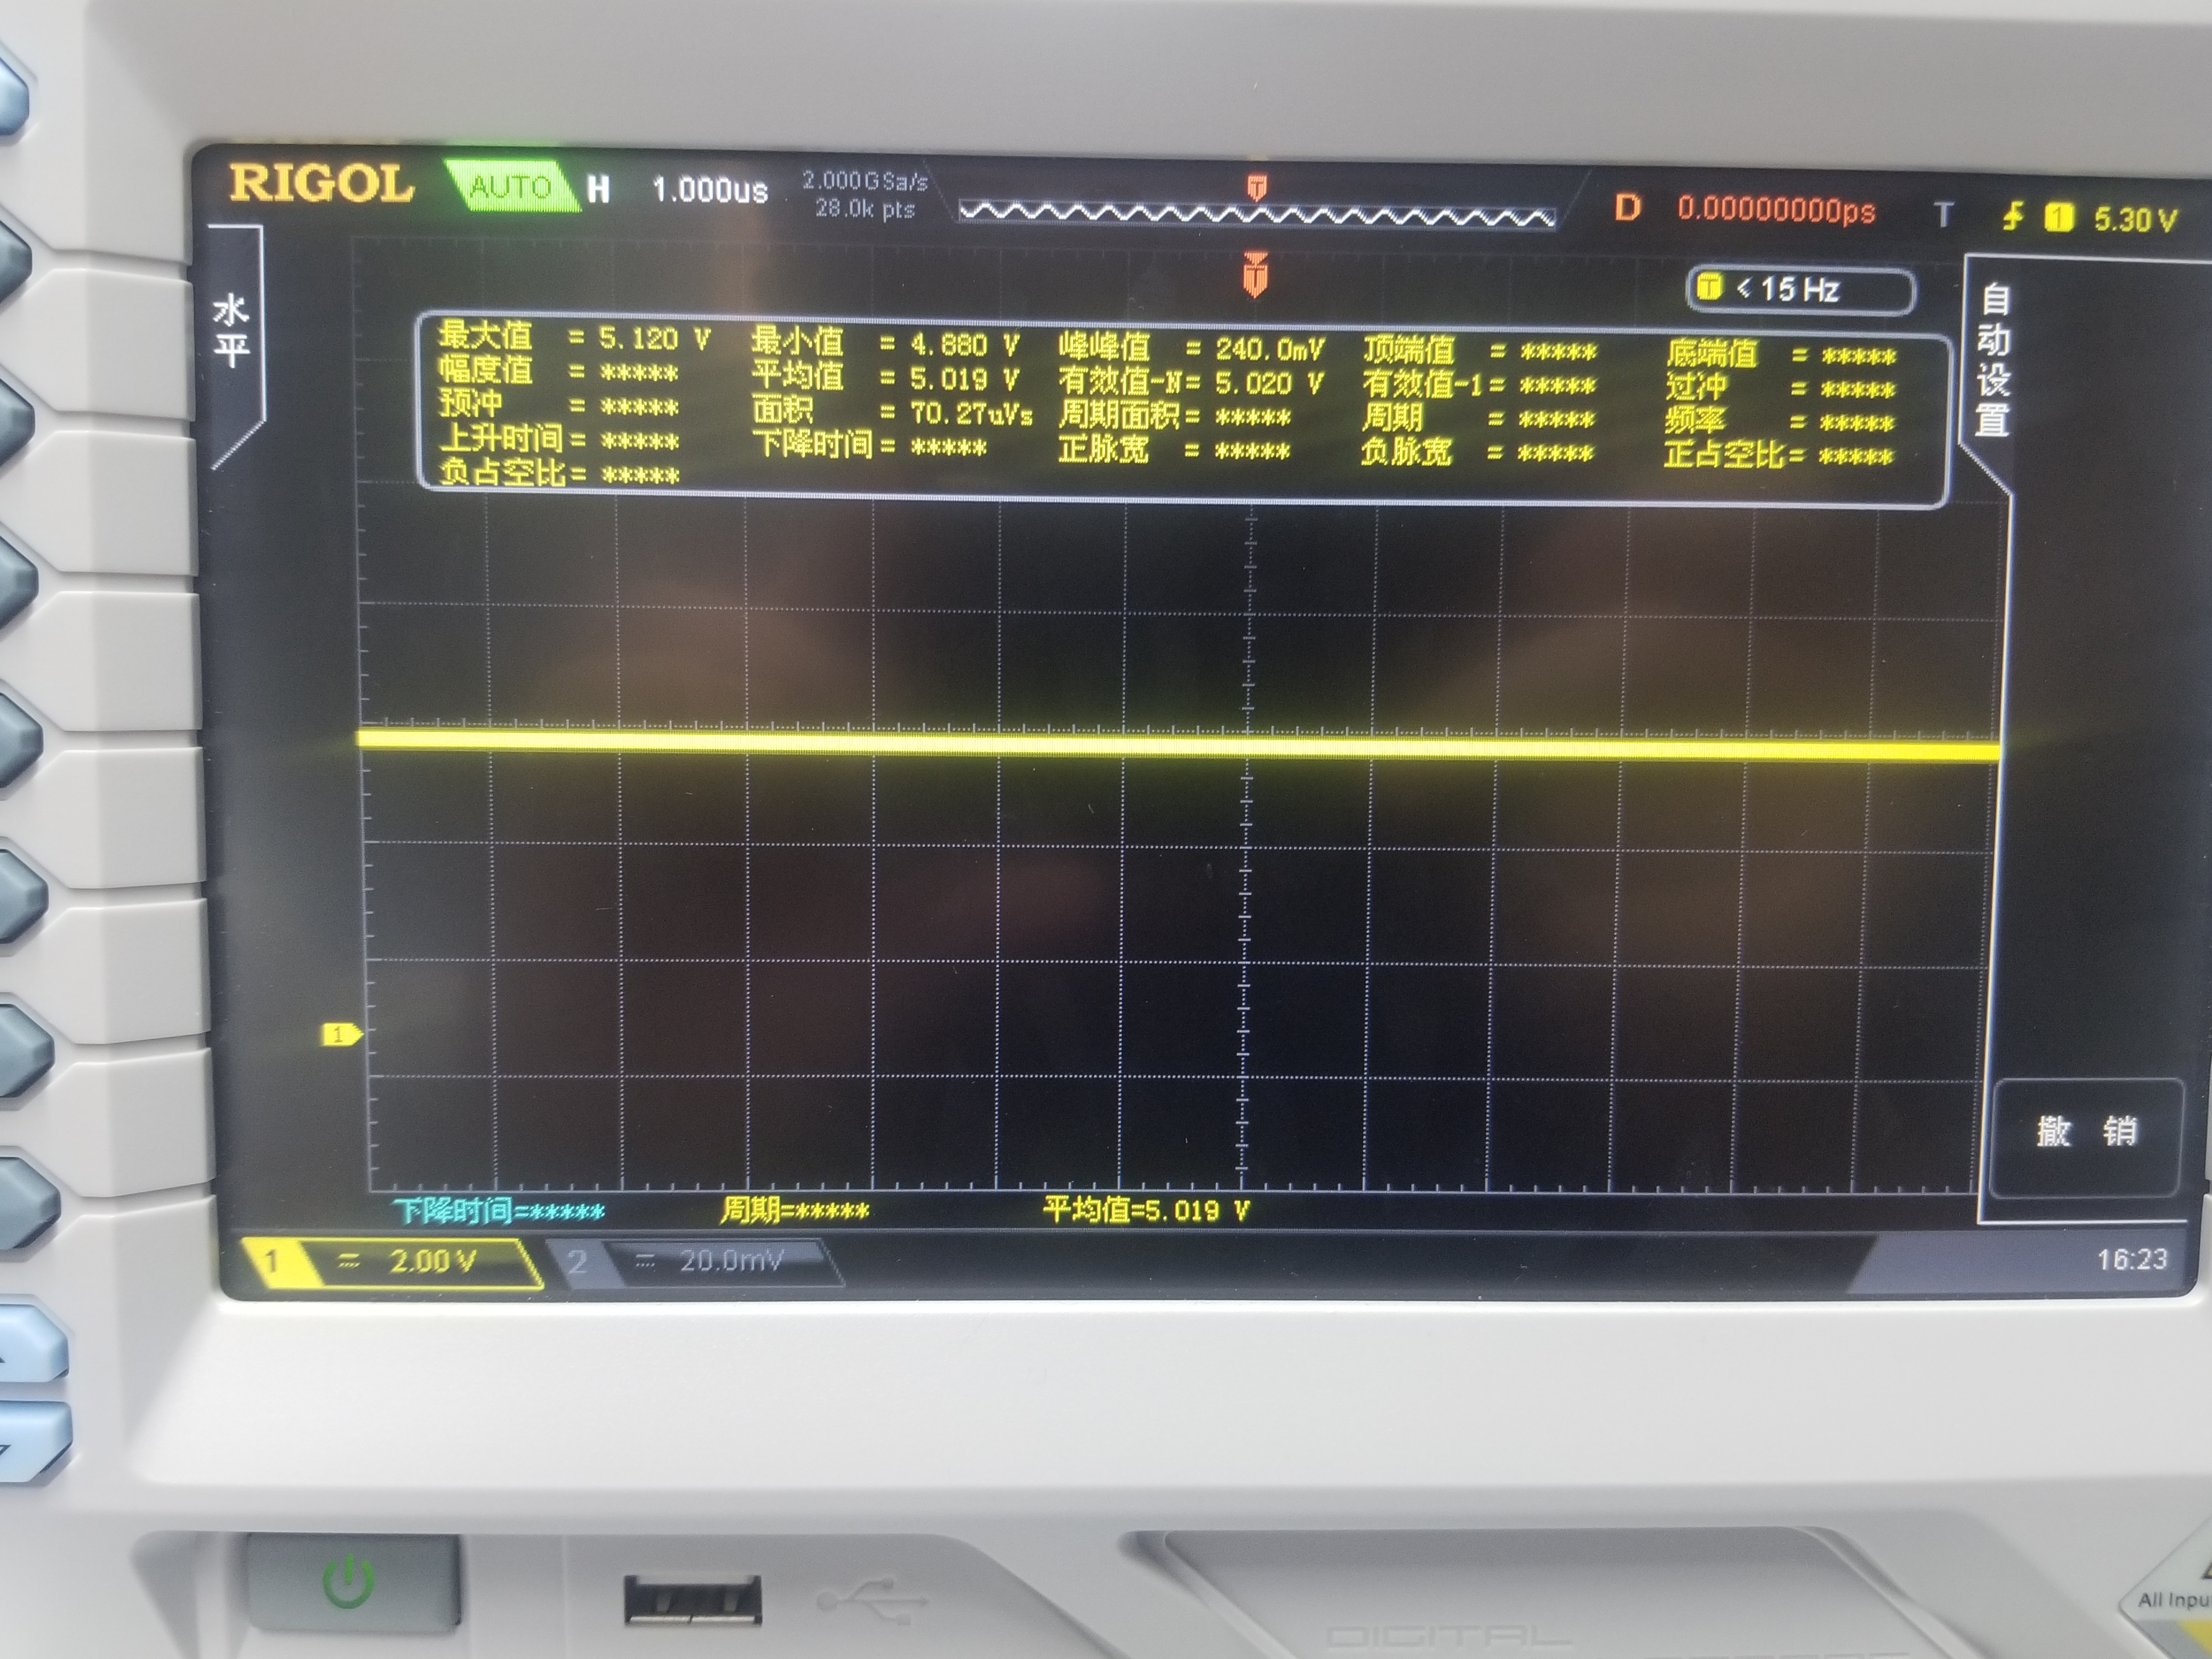 RIGOL AUTO H 1.000us 2.000GSa/s D 0.00000000ps T 1 5.30 V
28.0k pts
T
T
水平
T < 15 Hz
自动设置
最大值 = 5.120 V 最小值 = 4.880 V 峰峰值 = 240.0mV 顶端值 = ***** 底端值 = *****
幅度值 = ***** 平均值 = 5.019 V 有效值-N= 5.020 V 有效值-1= ***** 过冲 = *****
预冲 = ***** 面积 = 70.27uVs 周期面积= ***** 周期 = ***** 频率 = *****
上升时间= ***** 下降时间= ***** 正脉宽 = ***** 负脉宽 = ***** 正占空比= *****
负占空比= *****
1
撤 销
下降时间=***** 周期=***** 平均值=5.019 V
1 2.00 V 2 20.0mV 16:23
All Inpu
DIGITAL